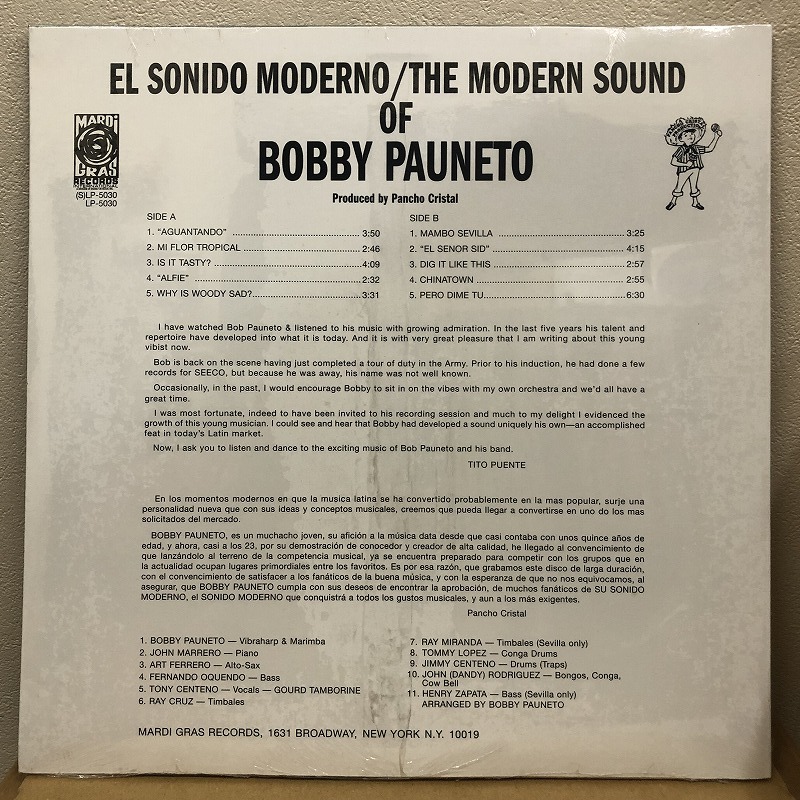 EL SONIDO MODERNO/THE MODERN SOUND
OF
BOBBY PAUNETO
MARDi
GRAS
RECORDS
(S)LP-5030
LP-5030
Produced by Pancho Cristal
SIDE A
1. "AGUANTANDO" 3:50
2. MI FLOR TROPICAL 2:46
3. IS IT TASTY? 4:09
4. "ALFIE" 2:32
5. WHY IS WOODY SAD? 3:31
SIDE B
1. MAMBO SEVILLA 3:25
2. "EL SENOR SID" 4:15
3. DIG IT LIKE THIS 2:57
4. CHINATOWN 2:55
5. PERO DIME TU 6:30
I have watched Bob Pauneto & listened to his music with growing admiration. In the last five years his talent and
repertoire have developed into what it is today. And it is with very great pleasure that I am writing about this young
vibist now.
Bob is back on the scene having just completed a tour of duty in the Army. Prior to his induction, he had done a few
records for SEECO, but because he was away, his name was not well known.
Occasionally, in the past, I would encourage Bobby to sit in on the vibes with my own orchestra and we'd all have a
great time.
I was most fortunate, indeed to have been invited to his recording session and much to my delight I evidenced the
growth of this young musician. I could see and hear that Bobby had developed a sound uniquely his own—an accomplished
feat in today's Latin market.
Now, I ask you to listen and dance to the exciting music of Bob Pauneto and his band.
TITO PUENTE
En los momentos modernos en que la musica latina se ha convertido probablemente en la mas popular, surje una
personalidad nueva que con sus ideas y conceptos musicales, creemos que pueda llegar a convertirse en uno do los mas
solicitados del mercado.
BOBBY PAUNETO, es un muchacho joven, su afición a la música data desde que casi contaba con unos quince años de
edad, y ahora, casi a los 23, por su demostración de conocedor y creador de alta calidad, he llegado al convencimiento de
que lanzándolo al terreno de la competencia musical, ya se encuentra preparado para competir con los grupos que en
la actualidad ocupan lugares primordiales entre los favoritos. Es por esa razón, que grabamos este disco de larga duración,
con el convencimiento de satisfacer a los fanáticos de la buena música, y con la esperanza de que no nos equivocamos, al
asegurar, que BOBBY PAUNETO cumpla con sus deseos de encontrar la aprobación, de muchos fanáticos de SU SONIDO
MODERNO, el SONIDO MODERNO que conquistrá a todos los gustos musicales, y aun a los más exigentes.
Pancho Cristal
1. BOBBY PAUNETO — Vibraharp & Marimba
2. JOHN MARRERO — Piano
3. ART FERRERO — Alto-Sax
4. FERNANDO OQUENDO — Bass
5. TONY CENTENO — Vocals — GOURD TAMBORINE
6. RAY CRUZ — Timbales
7. RAY MIRANDA — Timbales (Sevilla only)
8. TOMMY LOPEZ — Conga Drums
9. JIMMY CENTENO — Drums (Traps)
10. JOHN (DANDY) RODRIGUEZ — Bongos, Conga,
Cow Bell
11. HENRY ZAPATA — Bass (Sevilla only)
ARRANGED BY BOBBY PAUNETO
MARDI GRAS RECORDS, 1631 BROADWAY, NEW YORK N.Y. 10019